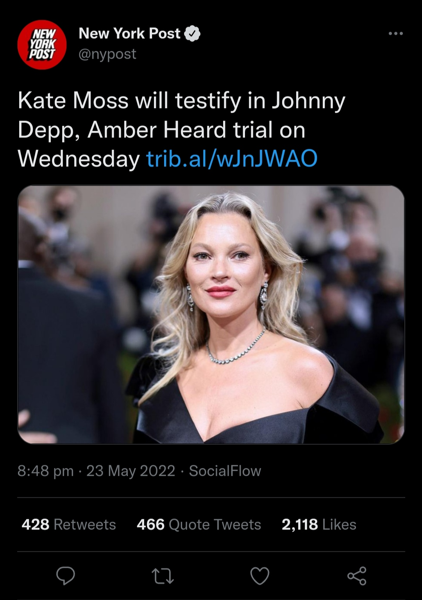 NEW
YORK
POST
New York Post
@nypost
Kate Moss will testify in Johnny
Depp, Amber Heard trial on
Wednesday trib.al/wJnJWAO
8:48 pm · 23 May 2022 · SocialFlow
428 Retweets 466 Quote Tweets 2,118 Likes